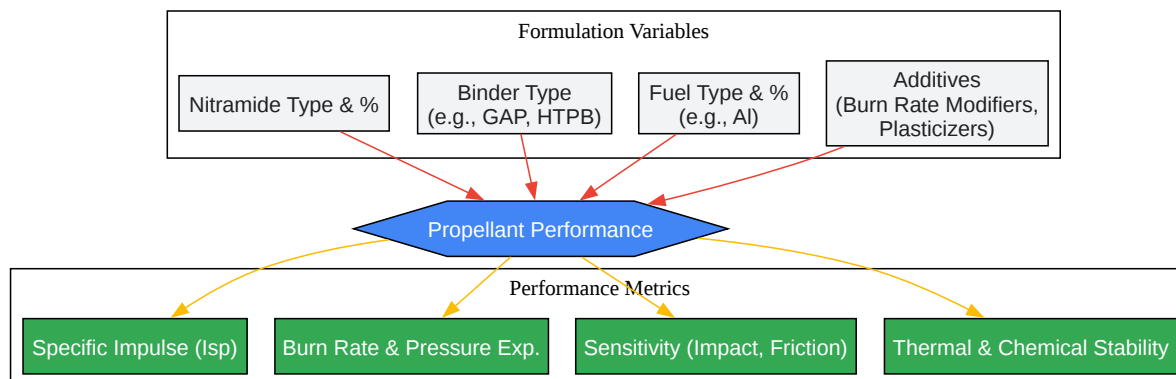 Formulation Variables
Nitramide Type & %
Binder Type
(e.g., GAP, HTPB)
Fuel Type & %
(e.g., Al)
Additives
(Burn Rate Modifiers,
Plasticizers)
Propellant Performance
Performance Metrics
Specific Impulse (Isp)
Burn Rate & Pressure Exp.
Sensitivity (Impact, Friction)
Thermal & Chemical Stability